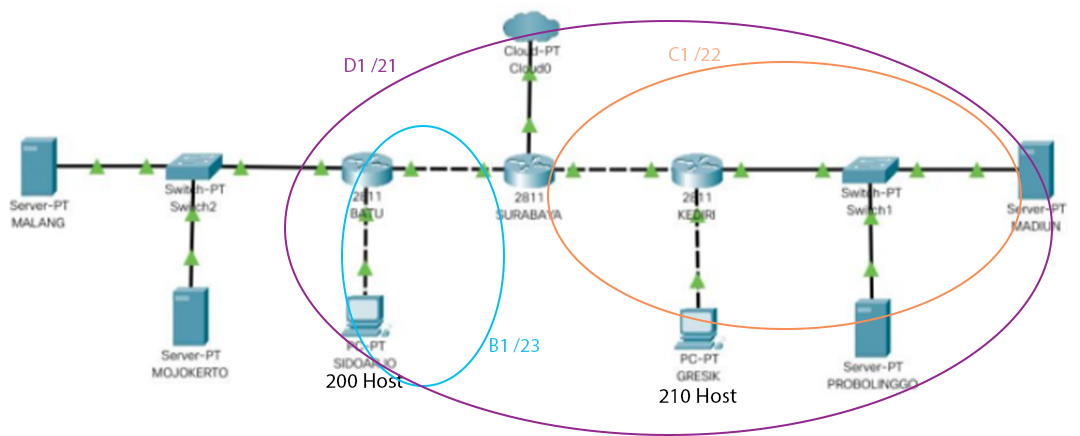 Cloud-PT
Cloud0
D1 /21
C1 /22
Server-PT
MALANG
Switch-PT
Switch2
2811
BATU
2811
SURABAYA
2811
KEDIRI
Switch-PT
Switch1
Server-PT
MADIUN
Server-PT
MOJOKERTO
PC-PT
SIDOARJO
200 Host
B1 /23
PC-PT
GRESIK
210 Host
Server-PT
PROBOLINGGO